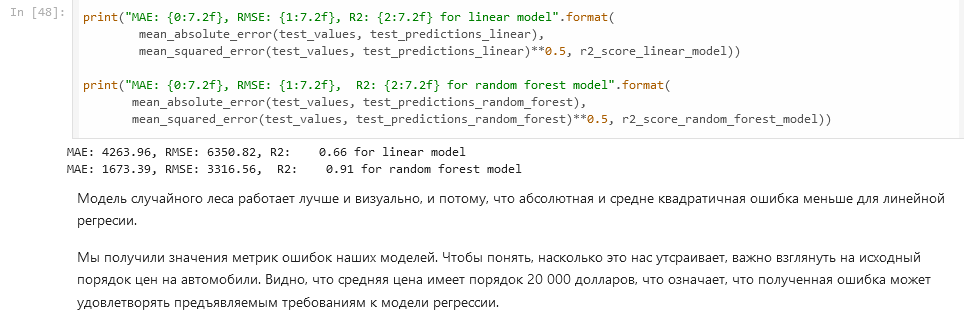 In [48]:
print("MAE: {0:7.2f}, RMSE: {1:7.2f}, R2: {2:7.2f} for linear model".format(
mean_absolute_error(test_values, test_predictions_linear),
mean_squared_error(test_values, test_predictions_linear)**0.5, r2_score_linear_model))
print("MAE: {0:7.2f}, RMSE: {1:7.2f},  R2: {2:7.2f} for random forest model".format(
mean_absolute_error(test_values, test_predictions_random_forest),
mean_squared_error(test_values, test_predictions_random_forest)**0.5, r2_score_random_forest_model))
MAE: 4263.96, RMSE: 6350.82, R2:    0.66 for linear model
MAE: 1673.39, RMSE: 3316.56,  R2:    0.91 for random forest model
Модель случайного леса работает лучше и визуально, и потому, что абсолютная и средне квадратичная ошибка меньше для линейной
регресии.
Мы получили значения метрик ошибок наших моделей. Чтобы понять, насколько это нас утсраивает, важно взглянуть на исходный
порядок цен на автомобили. Видно, что средняя цена имеет порядок 20 000 долларов, что означает, что полученная ошибка может
удовлетворять предъявляемым требованиям к модели регрессии.